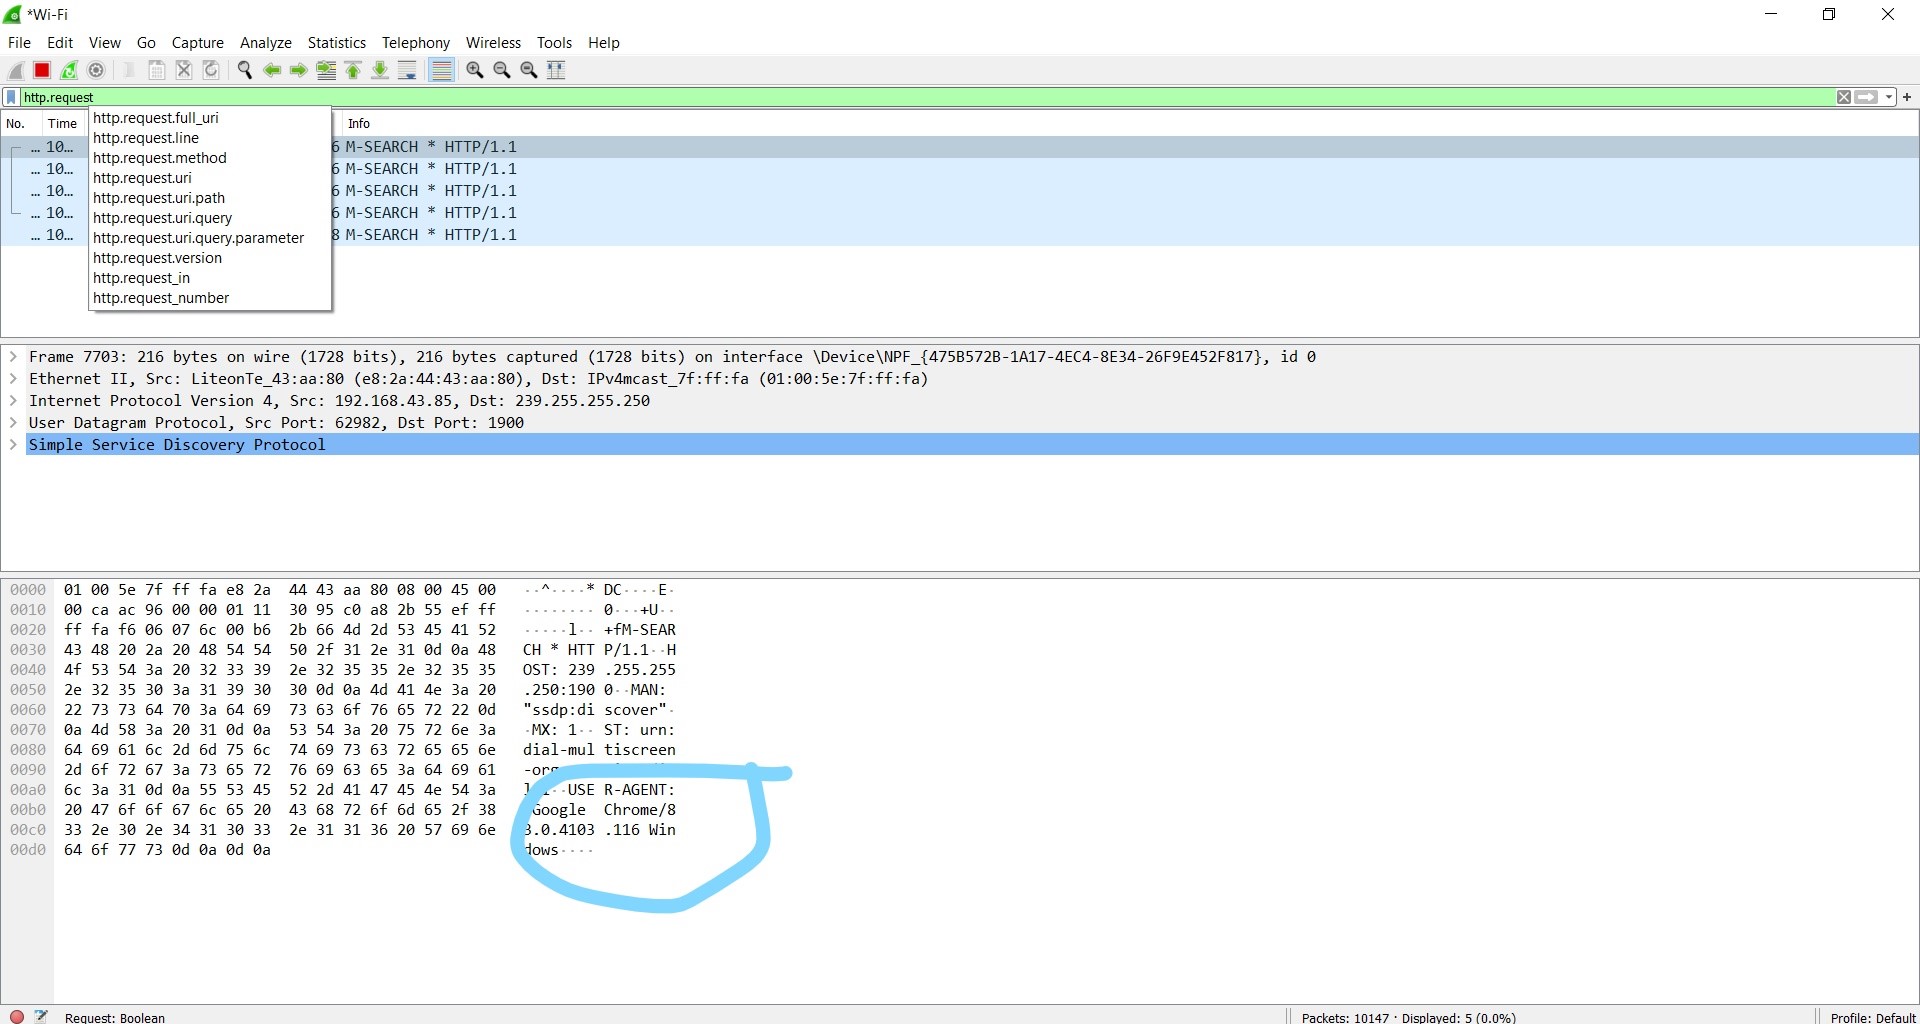 *Wi-Fi
File Edit View Go Capture Analyze Statistics Telephony Wireless Tools Help
http.request
No. Time Info
http.request.full_uri
http.request.line
http.request.method
http.request.uri
http.request.uri.path
http.request.uri.query
http.request.uri.query.parameter
http.request.version
http.request_in
http.request_number
... 10... 6 M-SEARCH * HTTP/1.1
... 10... 6 M-SEARCH * HTTP/1.1
... 10... 6 M-SEARCH * HTTP/1.1
... 10... 6 M-SEARCH * HTTP/1.1
... 10... 8 M-SEARCH * HTTP/1.1
Frame 7703: 216 bytes on wire (1728 bits), 216 bytes captured (1728 bits) on interface \Device\NPF_{475B572B-1A17-4EC4-8E34-26F9E452F817}, id 0
Ethernet II, Src: LiteonTe_43:aa:80 (e8:2a:44:43:aa:80), Dst: IPv4mcast_7f:ff:fa (01:00:5e:7f:ff:fa)
Internet Protocol Version 4, Src: 192.168.43.85, Dst: 239.255.255.250
User Datagram Protocol, Src Port: 62982, Dst Port: 1900
Simple Service Discovery Protocol
0000 01 00 5e 7f ff fa e8 2a 44 43 aa 80 08 00 45 00 ··^····* DC····E·
0010 00 ca ac 96 00 00 01 11 30 95 c0 a8 2b 55 ef ff ········ 0···+U··
0020 ff fa f6 06 07 6c 00 b6 2b 66 4d 2d 53 45 41 52 ·····l·· +fM-SEAR
0030 43 48 20 2a 20 48 54 54 50 2f 31 2e 31 0d 0a 48 CH * HTT P/1.1··H
0040 4f 53 54 3a 20 32 33 39 2e 32 35 35 2e 32 35 35 OST: 239 .255.255
0050 2e 32 35 30 3a 31 39 30 30 0d 0a 4d 41 4e 3a 20 .250:190 0··MAN:
0060 22 73 73 64 70 3a 64 69 73 63 6f 76 65 72 22 0d "ssdp:di scover"·
0070 0a 4d 58 3a 20 31 0d 0a 53 54 3a 20 75 72 6e 3a ·MX: 1·· ST: urn:
0080 64 69 61 6c 2d 6d 75 6c 74 69 73 63 72 65 65 6e dial-mul tiscreen
0090 2d 6f 72 67 3a 73 65 72 76 69 63 65 3a 64 69 61 -org
00a0 6c 3a 31 0d 0a 55 53 45 52 2d 41 47 45 4e 54 3a l ··USE R-AGENT:
00b0 20 47 6f 6f 67 6c 65 20 43 68 72 6f 6d 65 2f 38 Google Chrome/8
00c0 33 2e 30 2e 34 31 30 33 2e 31 31 36 20 57 69 6e 3.0.4103 .116 Win
00d0 64 6f 77 73 0d 0a 0d 0a dows····
Request: Boolean Packets: 10147 · Displayed: 5 (0.0%) Profile: Default